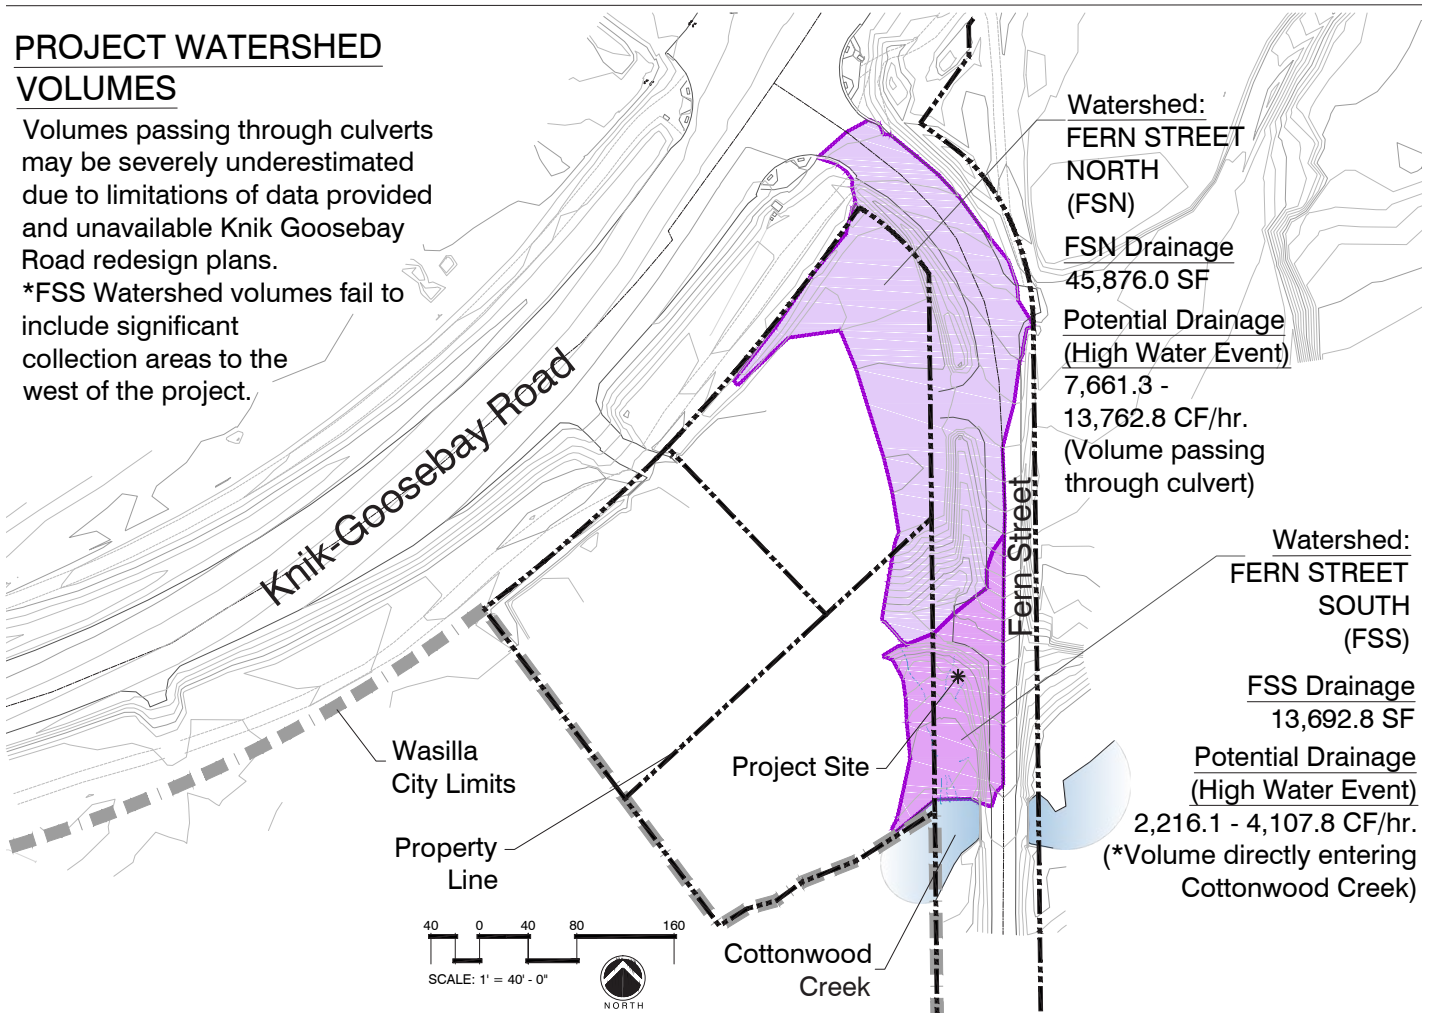 PROJECT WATERSHED
VOLUMES
Volumes passing through culverts
may be severely underestimated
due to limitations of data provided
and unavailable Knik Goosebay
Road redesign plans.
*FSS Watershed volumes fail to
include significant
collection areas to the
west of the project.
Watershed:
FERN STREET
NORTH
(FSN)
FSN Drainage
45,876.0 SF
Potential Drainage
(High Water Event)
7,661.3 -
13,762.8 CF/hr.
(Volume passing
through culvert)
Knik-Goosebay Road
Fern Street
Watershed:
FERN STREET
SOUTH
(FSS)
FSS Drainage
13,692.8 SF
Potential Drainage
(High Water Event)
2,216.1 - 4,107.8 CF/hr.
(*Volume directly entering
Cottonwood Creek)
Wasilla
City Limits
Project Site
Property
Line
Cottonwood
Creek
40 0 40 80 160
SCALE: 1' = 40' - 0"
NORTH